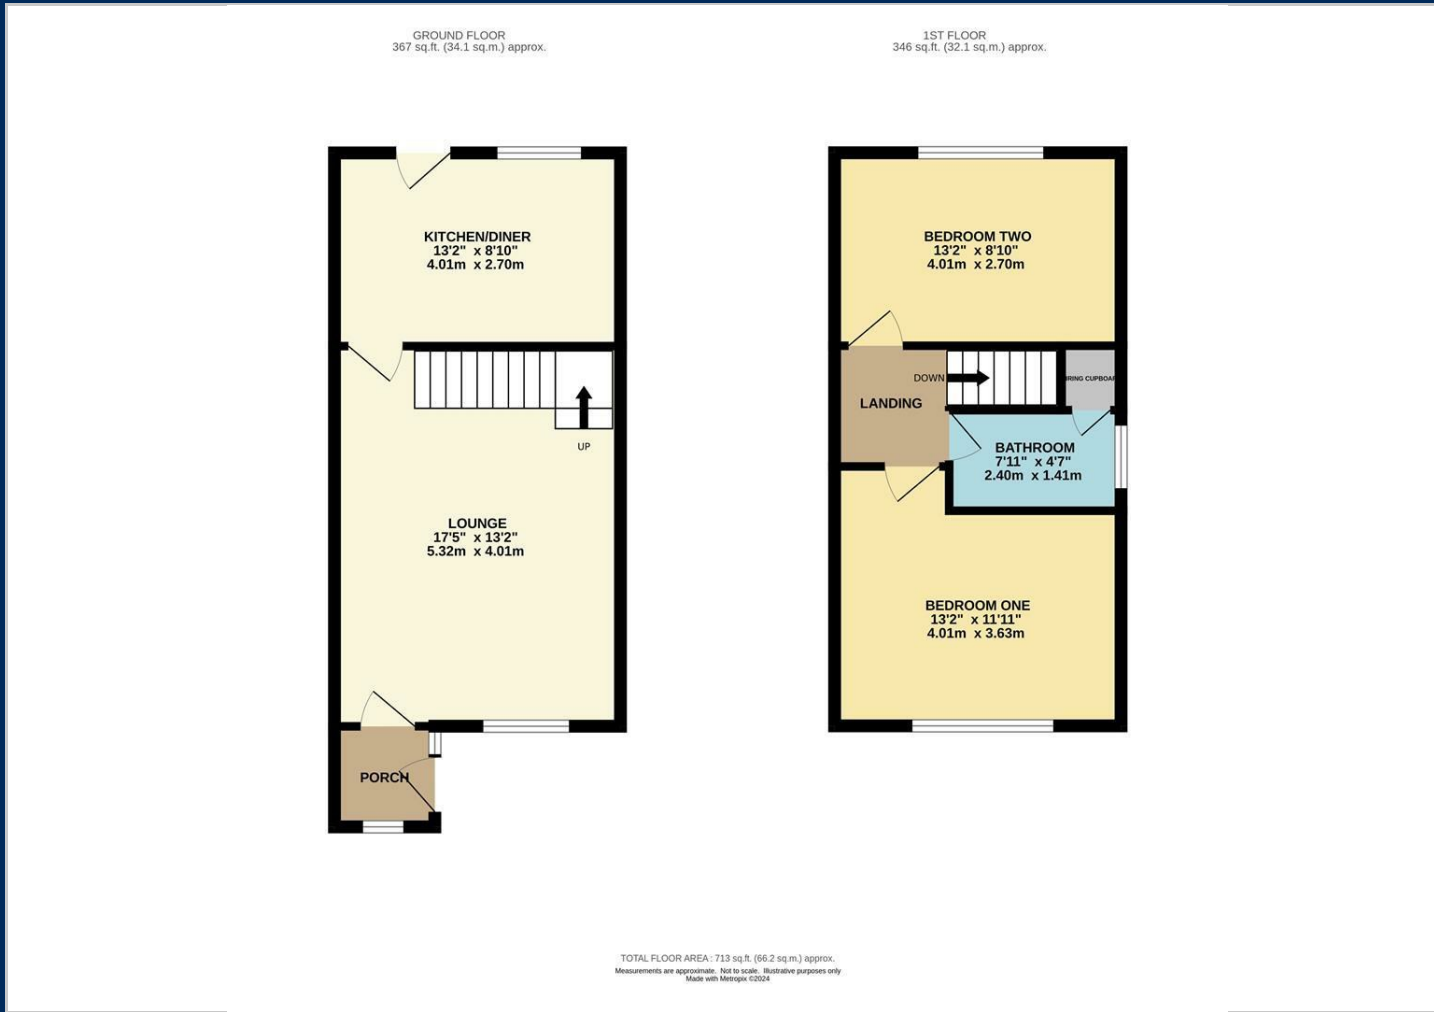 GROUND FLOOR
367 sq.ft. (34.1 sq.m.) approx.
1ST FLOOR
346 sq.ft. (32.1 sq.m.) approx.
KITCHEN/DINER
13'2" x 8'10"
4.01m x 2.70m
UP
LOUNGE
17'5" x 13'2"
5.32m x 4.01m
PORCH
BEDROOM TWO
13'2" x 8'10"
4.01m x 2.70m
DOWN
LANDING
CUPBOAR
BATHROOM
7'11" x 4'7"
2.40m x 1.41m
BEDROOM ONE
13'2" x 11'11"
4.01m x 3.63m
TOTAL FLOOR AREA : 713 sq.ft. (66.2 sq.m.) approx.
Measurements are approximate. Not to scale. Illustrative purposes only
Made with Metropix ©2024